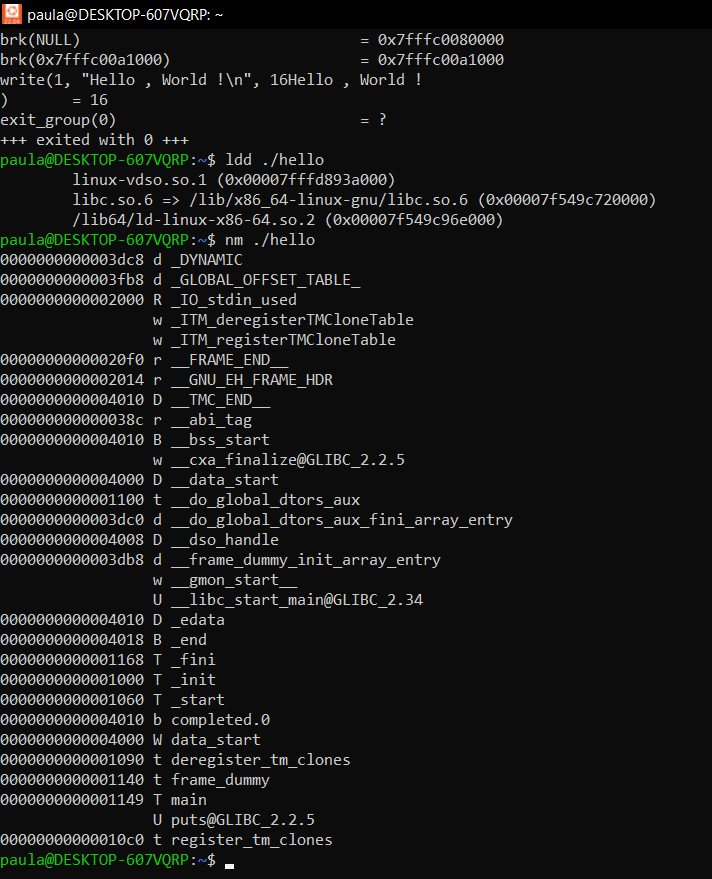 paula@DESKTOP-607VQRP: ~
brk(NULL)                               = 0x7fffc0080000
brk(0x7fffc00a1000)                     = 0x7fffc00a1000
write(1, "Hello , World !\n", 16Hello , World !
)       = 16
exit_group(0)                           = ?
+++ exited with 0 +++
paula@DESKTOP-607VQRP:~$ ldd ./hello
        linux-vdso.so.1 (0x00007fffd893a000)
        libc.so.6 => /lib/x86_64-linux-gnu/libc.so.6 (0x00007f549c720000)
        /lib64/ld-linux-x86-64.so.2 (0x00007f549c96e000)
paula@DESKTOP-607VQRP:~$ nm ./hello
0000000000003dc8 d _DYNAMIC
0000000000003fb8 d _GLOBAL_OFFSET_TABLE_
0000000000002000 R _IO_stdin_used
                 w _ITM_deregisterTMCloneTable
                 w _ITM_registerTMCloneTable
00000000000020f0 r __FRAME_END__
0000000000002014 r __GNU_EH_FRAME_HDR
0000000000004010 D __TMC_END__
000000000000038c r __abi_tag
0000000000004010 B __bss_start
                 w __cxa_finalize@GLIBC_2.2.5
0000000000004000 D __data_start
0000000000001100 t __do_global_dtors_aux
0000000000003dc0 d __do_global_dtors_aux_fini_array_entry
0000000000004008 D __dso_handle
0000000000003db8 d __frame_dummy_init_array_entry
                 w __gmon_start__
                 U __libc_start_main@GLIBC_2.34
0000000000004010 D _edata
0000000000004018 B _end
0000000000001168 T _fini
0000000000001000 T _init
0000000000001060 T _start
0000000000004010 b completed.0
0000000000004000 W data_start
0000000000001090 t deregister_tm_clones
0000000000001140 t frame_dummy
0000000000001149 T main
                 U puts@GLIBC_2.2.5
00000000000010c0 t register_tm_clones
paula@DESKTOP-607VQRP:~$